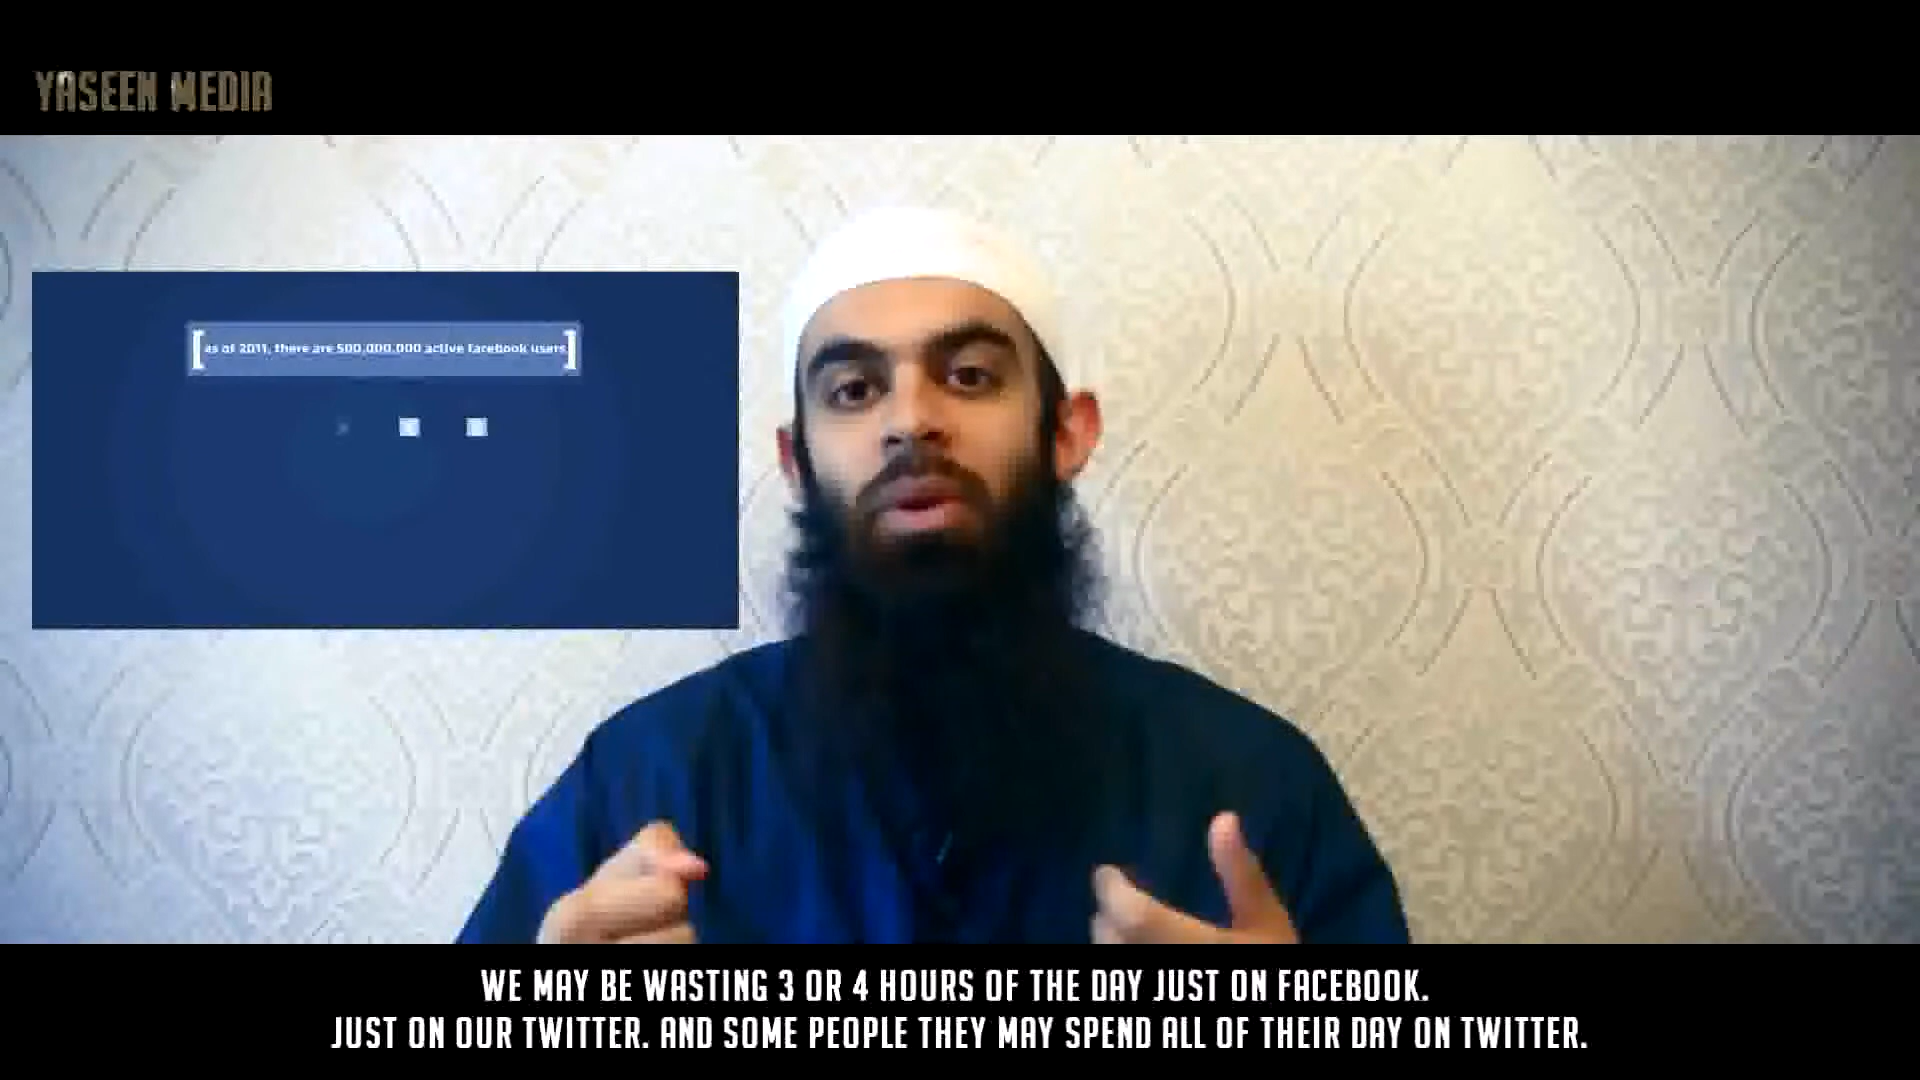 YASEEN MEDIA
[as of 2011, there are 500,000,000 active facebook users]
WE MAY BE WASTING 3 OR 4 HOURS OF THE DAY JUST ON FACEBOOK.
JUST ON OUR TWITTER. AND SOME PEOPLE THEY MAY SPEND ALL OF THEIR DAY ON TWITTER.